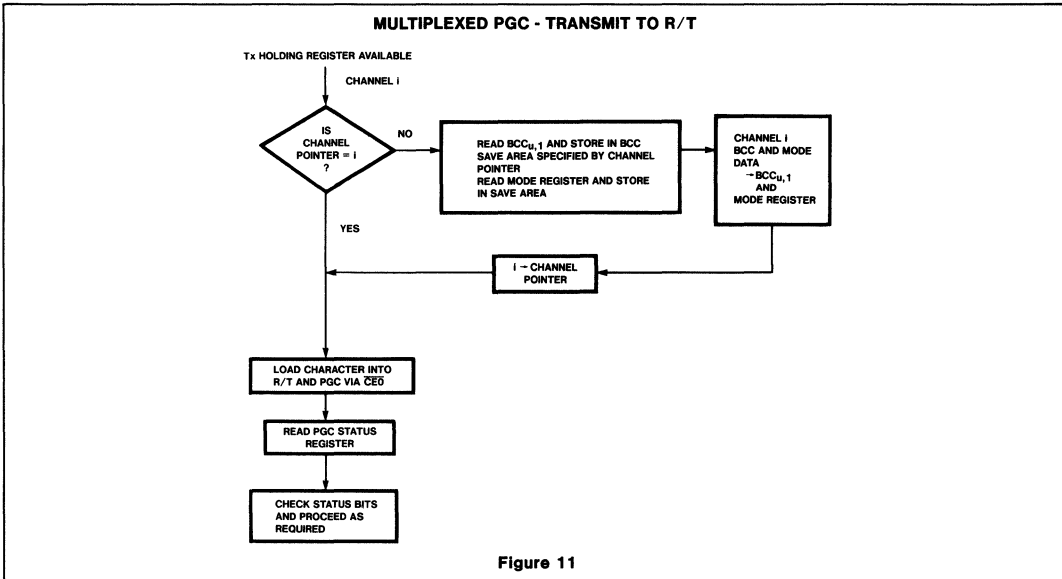 MULTIPLEXED PGC - TRANSMIT TO R/T
Tx HOLDING REGISTER AVAILABLE
CHANNEL i
IS
CHANNEL
POINTER = i
?
NO
READ BCCu,1 AND STORE IN BCC
SAVE AREA SPECIFIED BY CHANNEL
POINTER
READ MODE REGISTER AND STORE
IN SAVE AREA
CHANNEL i
BCC AND MODE
DATA
→BCCu,1
AND
MODE REGISTER
YES
i → CHANNEL
POINTER
LOAD CHARACTER INTO
R/T AND PGC VIA C̅E̅0̅
READ PGC STATUS
REGISTER
CHECK STATUS BITS
AND PROCEED AS
REQUIRED
Figure 11